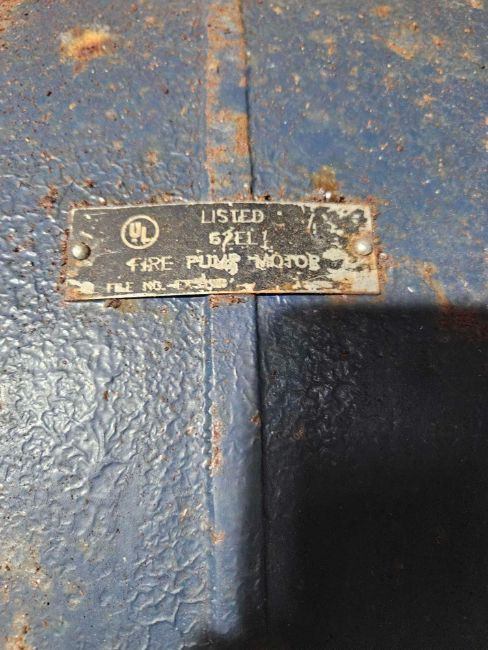 UL
LISTED
FIRE PUMP MOTOR
FILE NO.